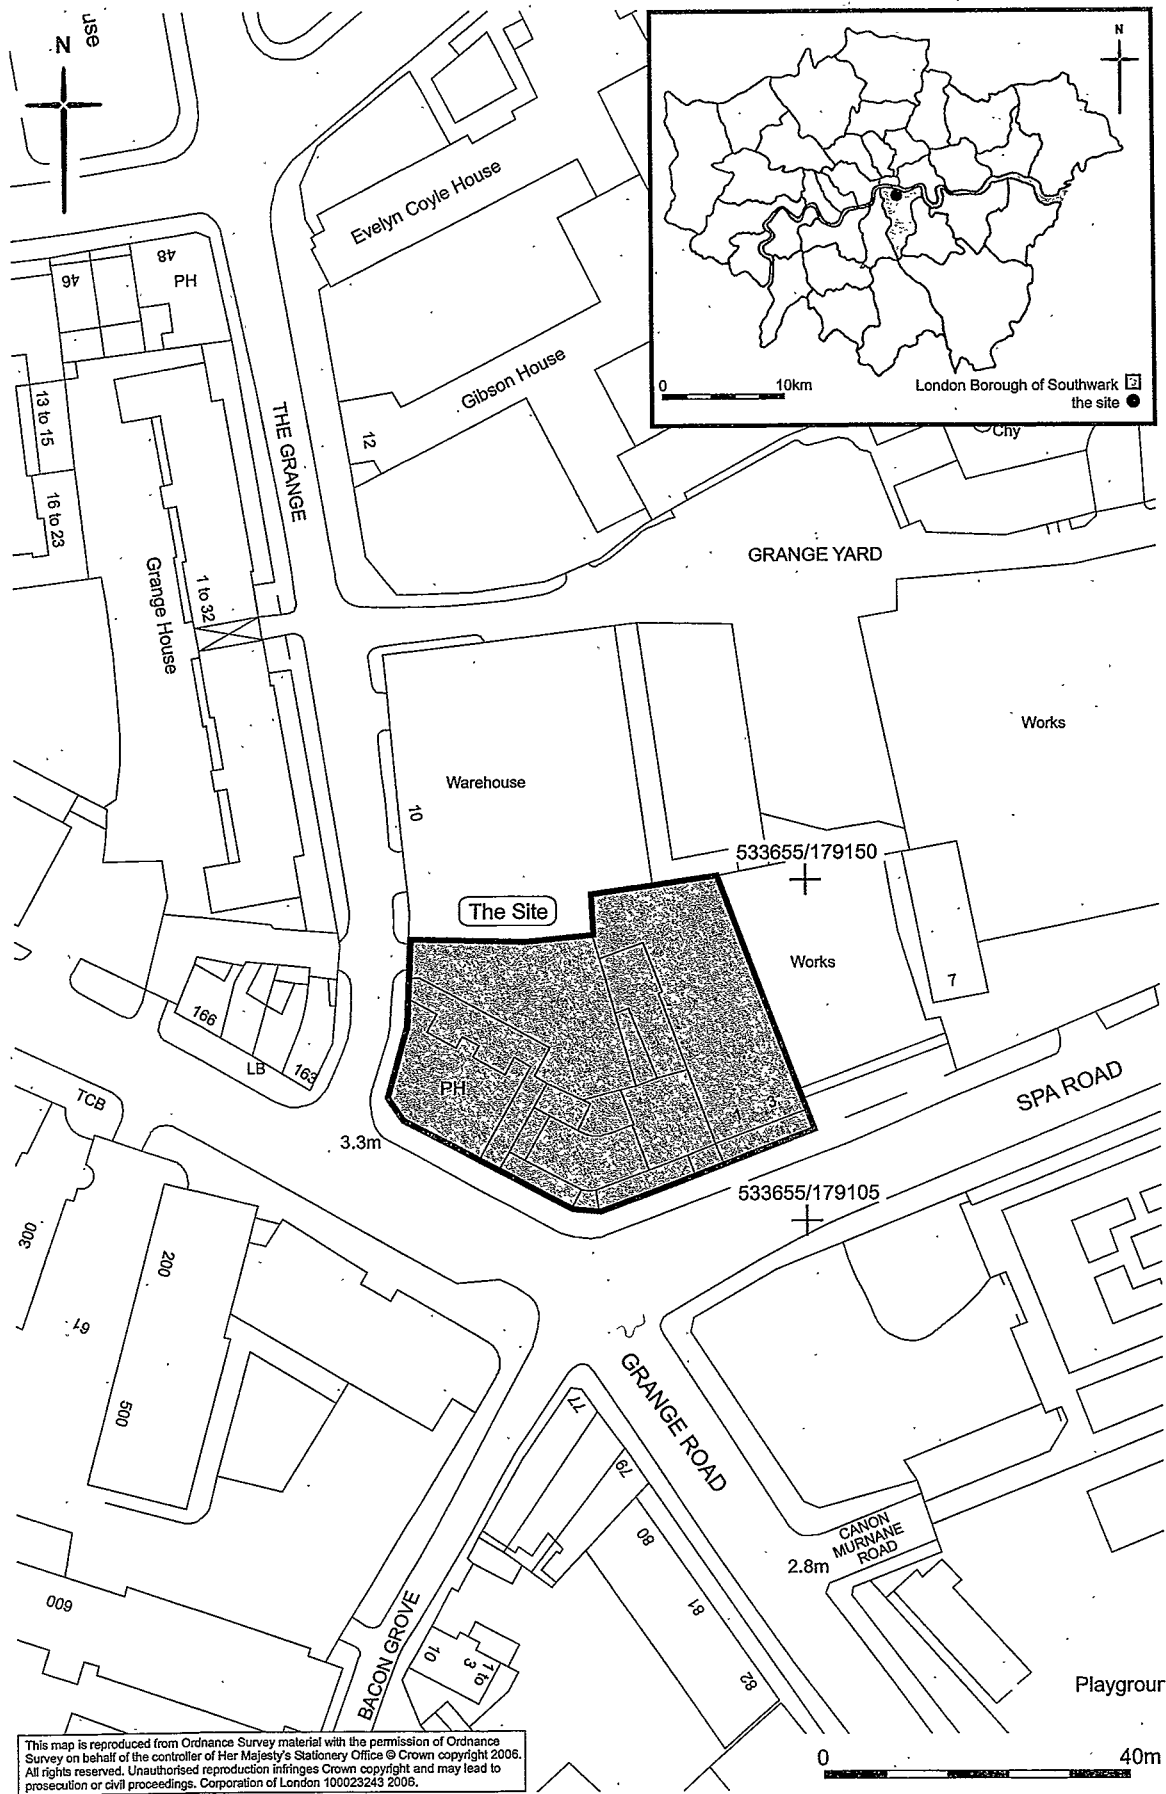 use
N
N
Evelyn Coyle House
48
46
PH
0
10km
London Borough of Southwark
the site
Chy
Gibson House
13 to 15
THE GRANGE
12
16 to 23
GRANGE YARD
Grange House
1 to 32
Works
Warehouse
10
533655/179150
The Site
Works
7
166
LB
163
PH
1
3
TCB
SPA ROAD
3.3m
533655/179105
300
200
61
500
GRANGE ROAD
77
79
80
CANON
MURNANE
ROAD
2.8m
81
600
BACON GROVE
10
1 to
3
82
Playgrour
This map is reproduced from Ordnance Survey material with the permission of Ordnance
Survey on behalf of the controller of Her Majesty's Stationery Office © Crown copyright 2006.
All rights reserved. Unauthorised reproduction infringes Crown copyright and may lead to
prosecution or civil proceedings. Corporation of London 100023243 2006.
0
40m